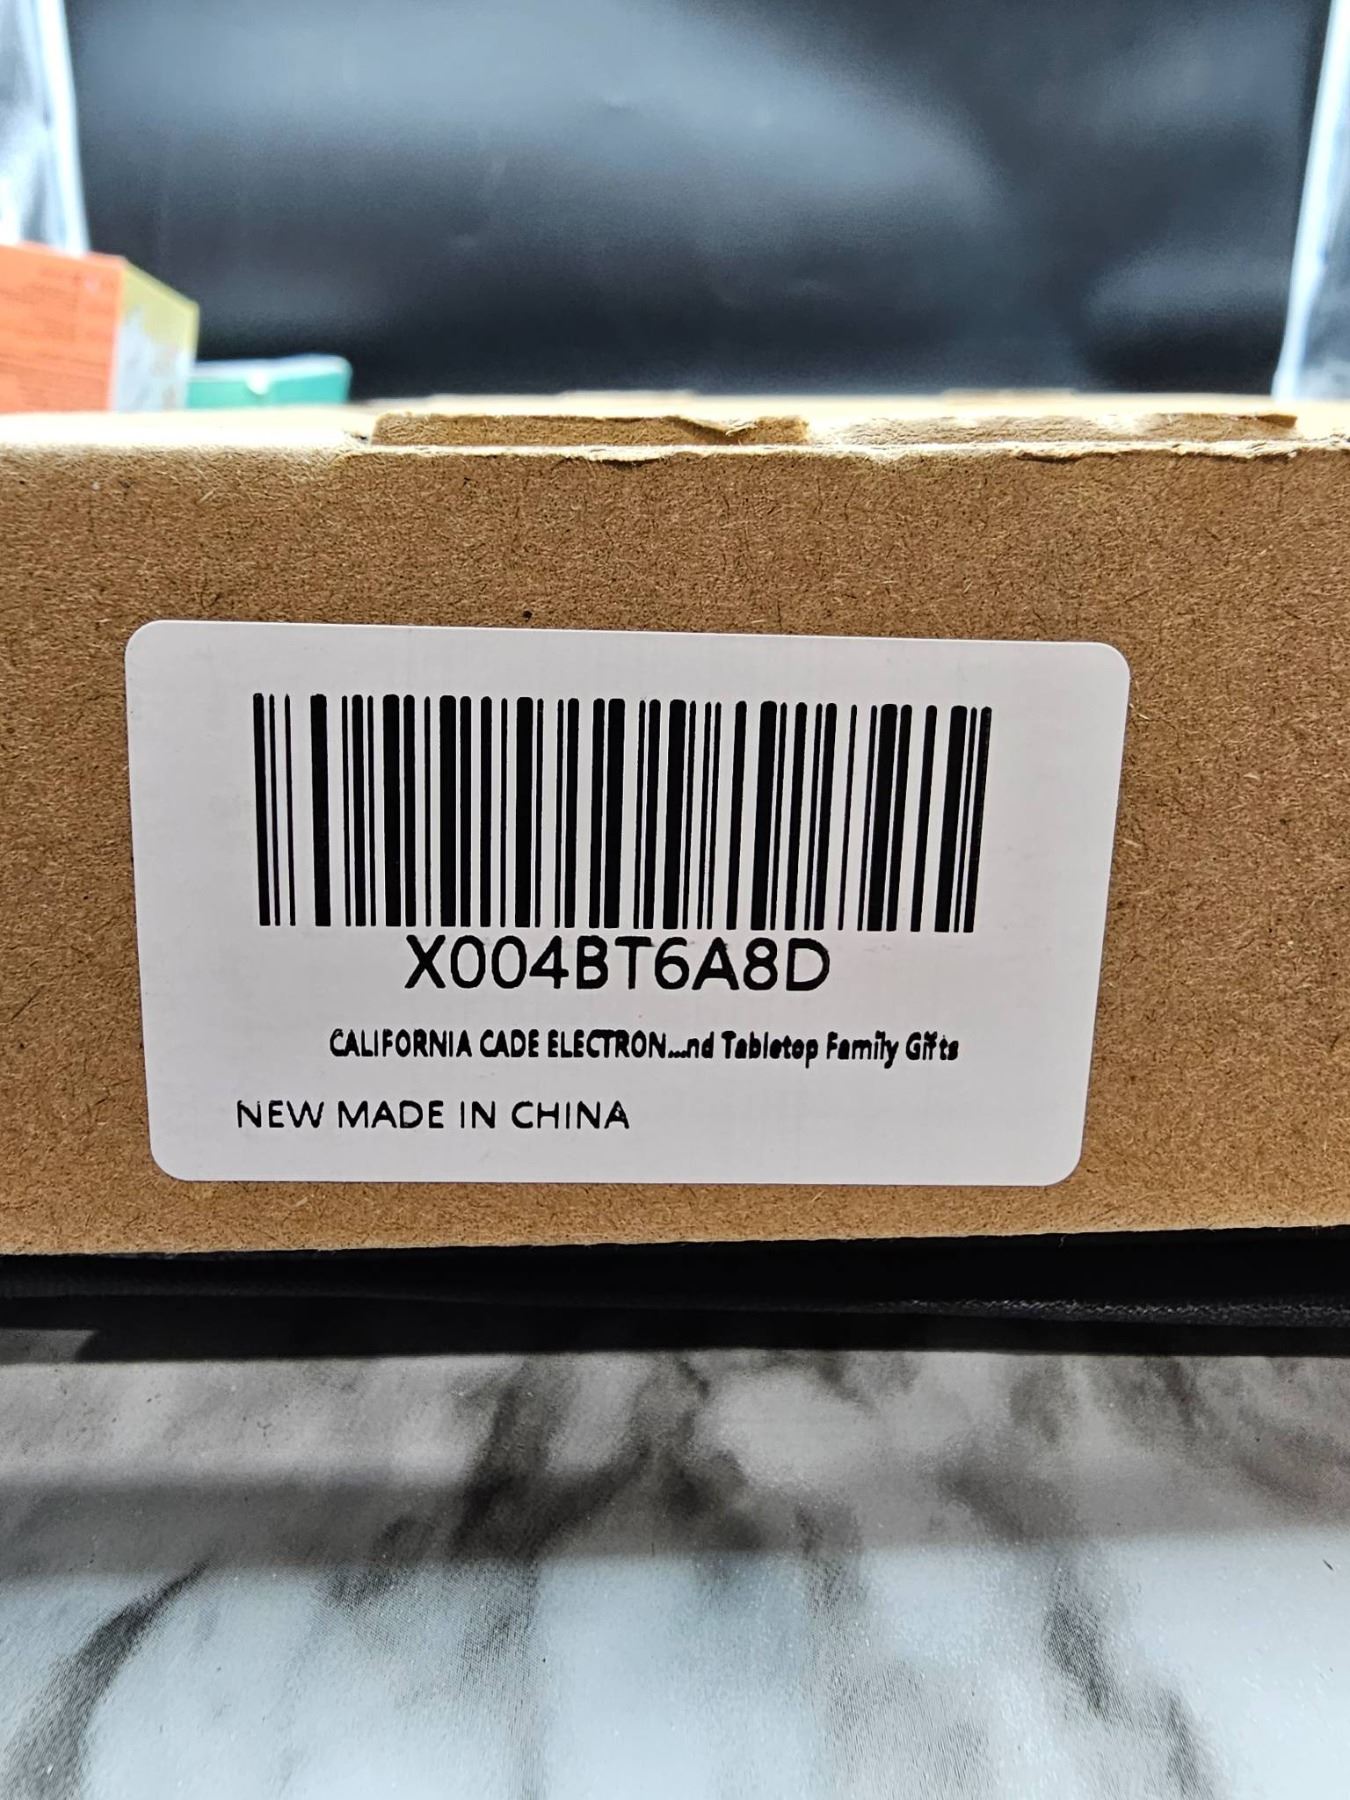 X004BT6A8D
CALIFORNIA CADE ELECTRON...nd Tabletop Family Gifts
NEW MADE IN CHINA